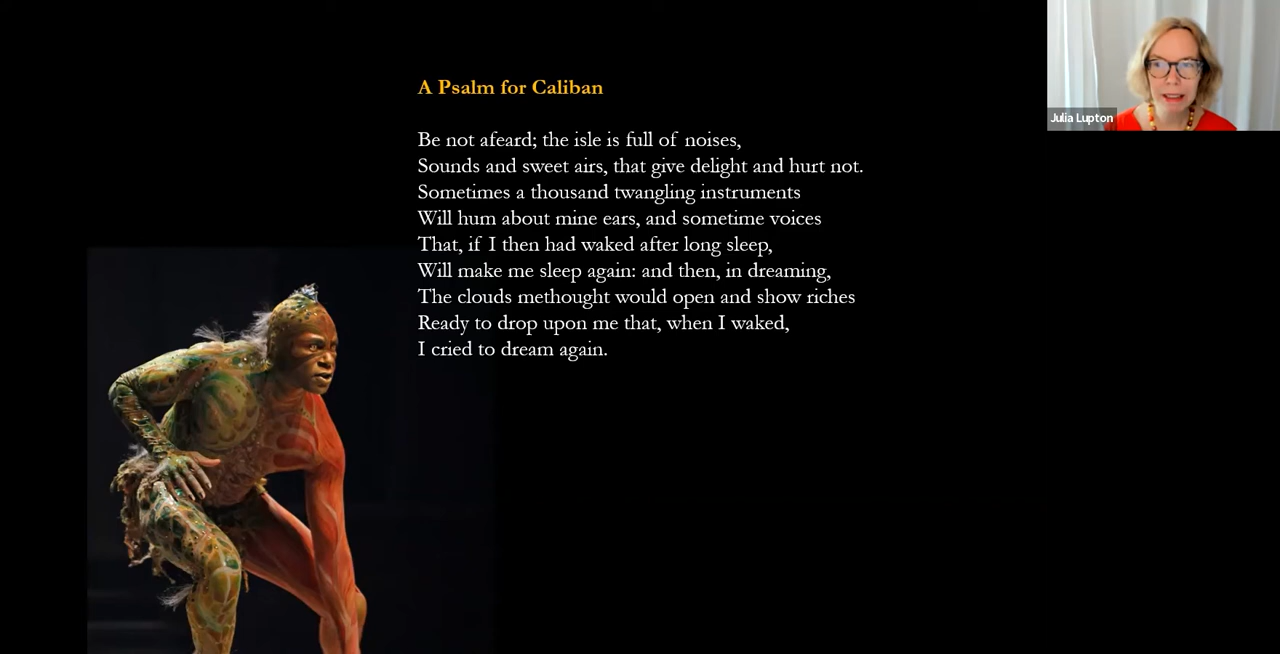 A Psalm for Caliban
Be not afeard; the isle is full of noises,
Sounds and sweet airs, that give delight and hurt not.
Sometimes a thousand twangling instruments
Will hum about mine ears, and sometime voices
That, if I then had waked after long sleep,
Will make me sleep again: and then, in dreaming,
The clouds methought would open and show riches
Ready to drop upon me that, when I waked,
I cried to dream again.
Julia Lupton